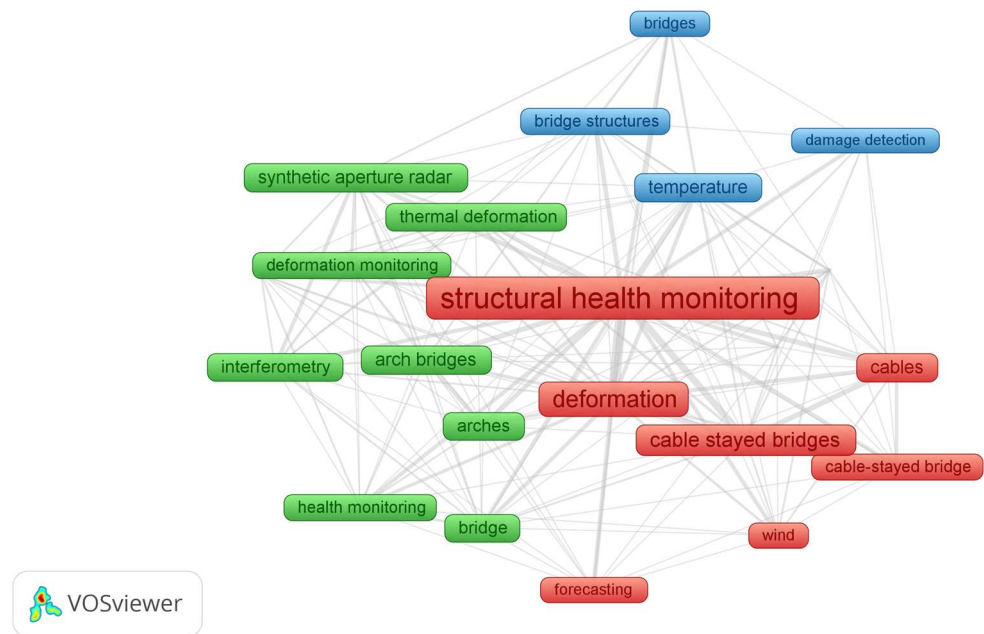 bridges
bridge structures
damage detection
synthetic aperture radar
temperature
thermal deformation
deformation monitoring
structural health monitoring
interferometry
arch bridges
cables
deformation
arches
cable stayed bridges
cable-stayed bridge
health monitoring
bridge
wind
forecasting
VOSviewer